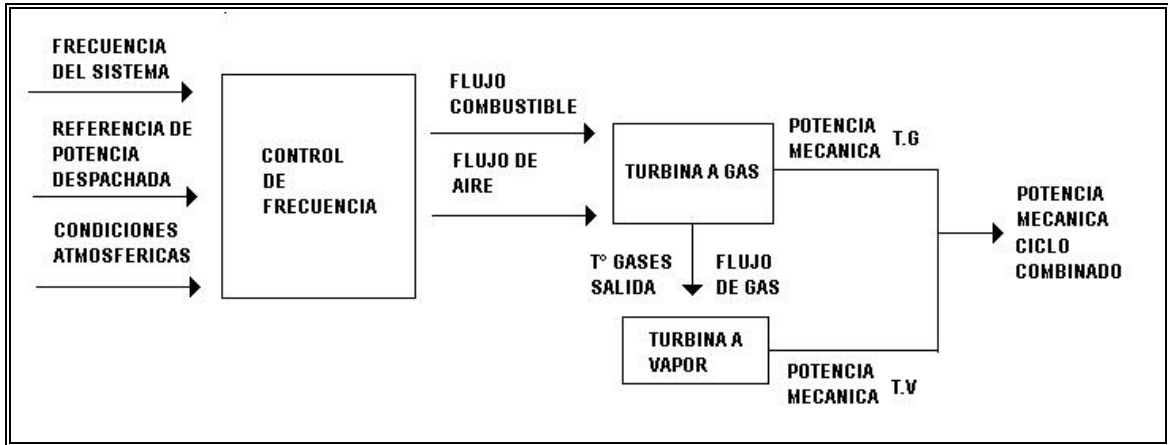 FRECUENCIA
DEL SISTEMA
REFERENCIA DE
POTENCIA
DESPACHADA
CONDICIONES
ATMOSFERICAS
CONTROL
DE
FRECUENCIA
FLUJO
COMBUSTIBLE
FLUJO DE
AIRE
TURBINA A GAS
POTENCIA
MECANICA T.G
T° GASES
SALIDA
FLUJO
DE GAS
TURBINA A
VAPOR
POTENCIA
MECANICA T.V
POTENCIA
MECANICA
CICLO
COMBINADO